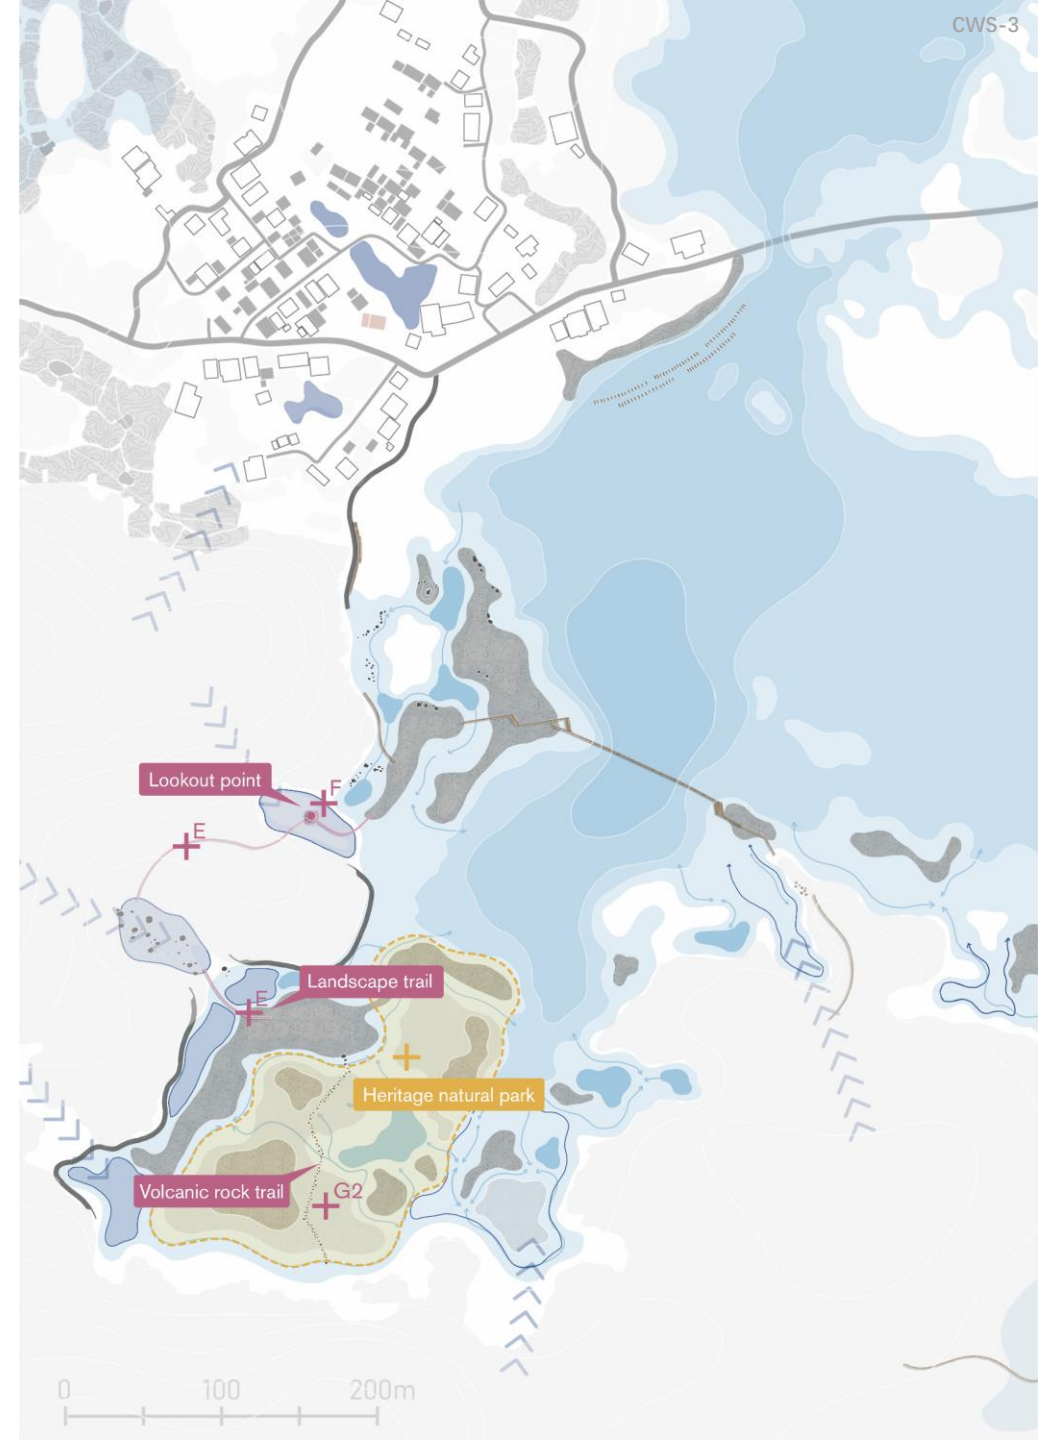 CWS-3
Lookout point
F
E
Landscape trail
E
Heritage natural park
Volcanic rock trail
G2
0
100
200m